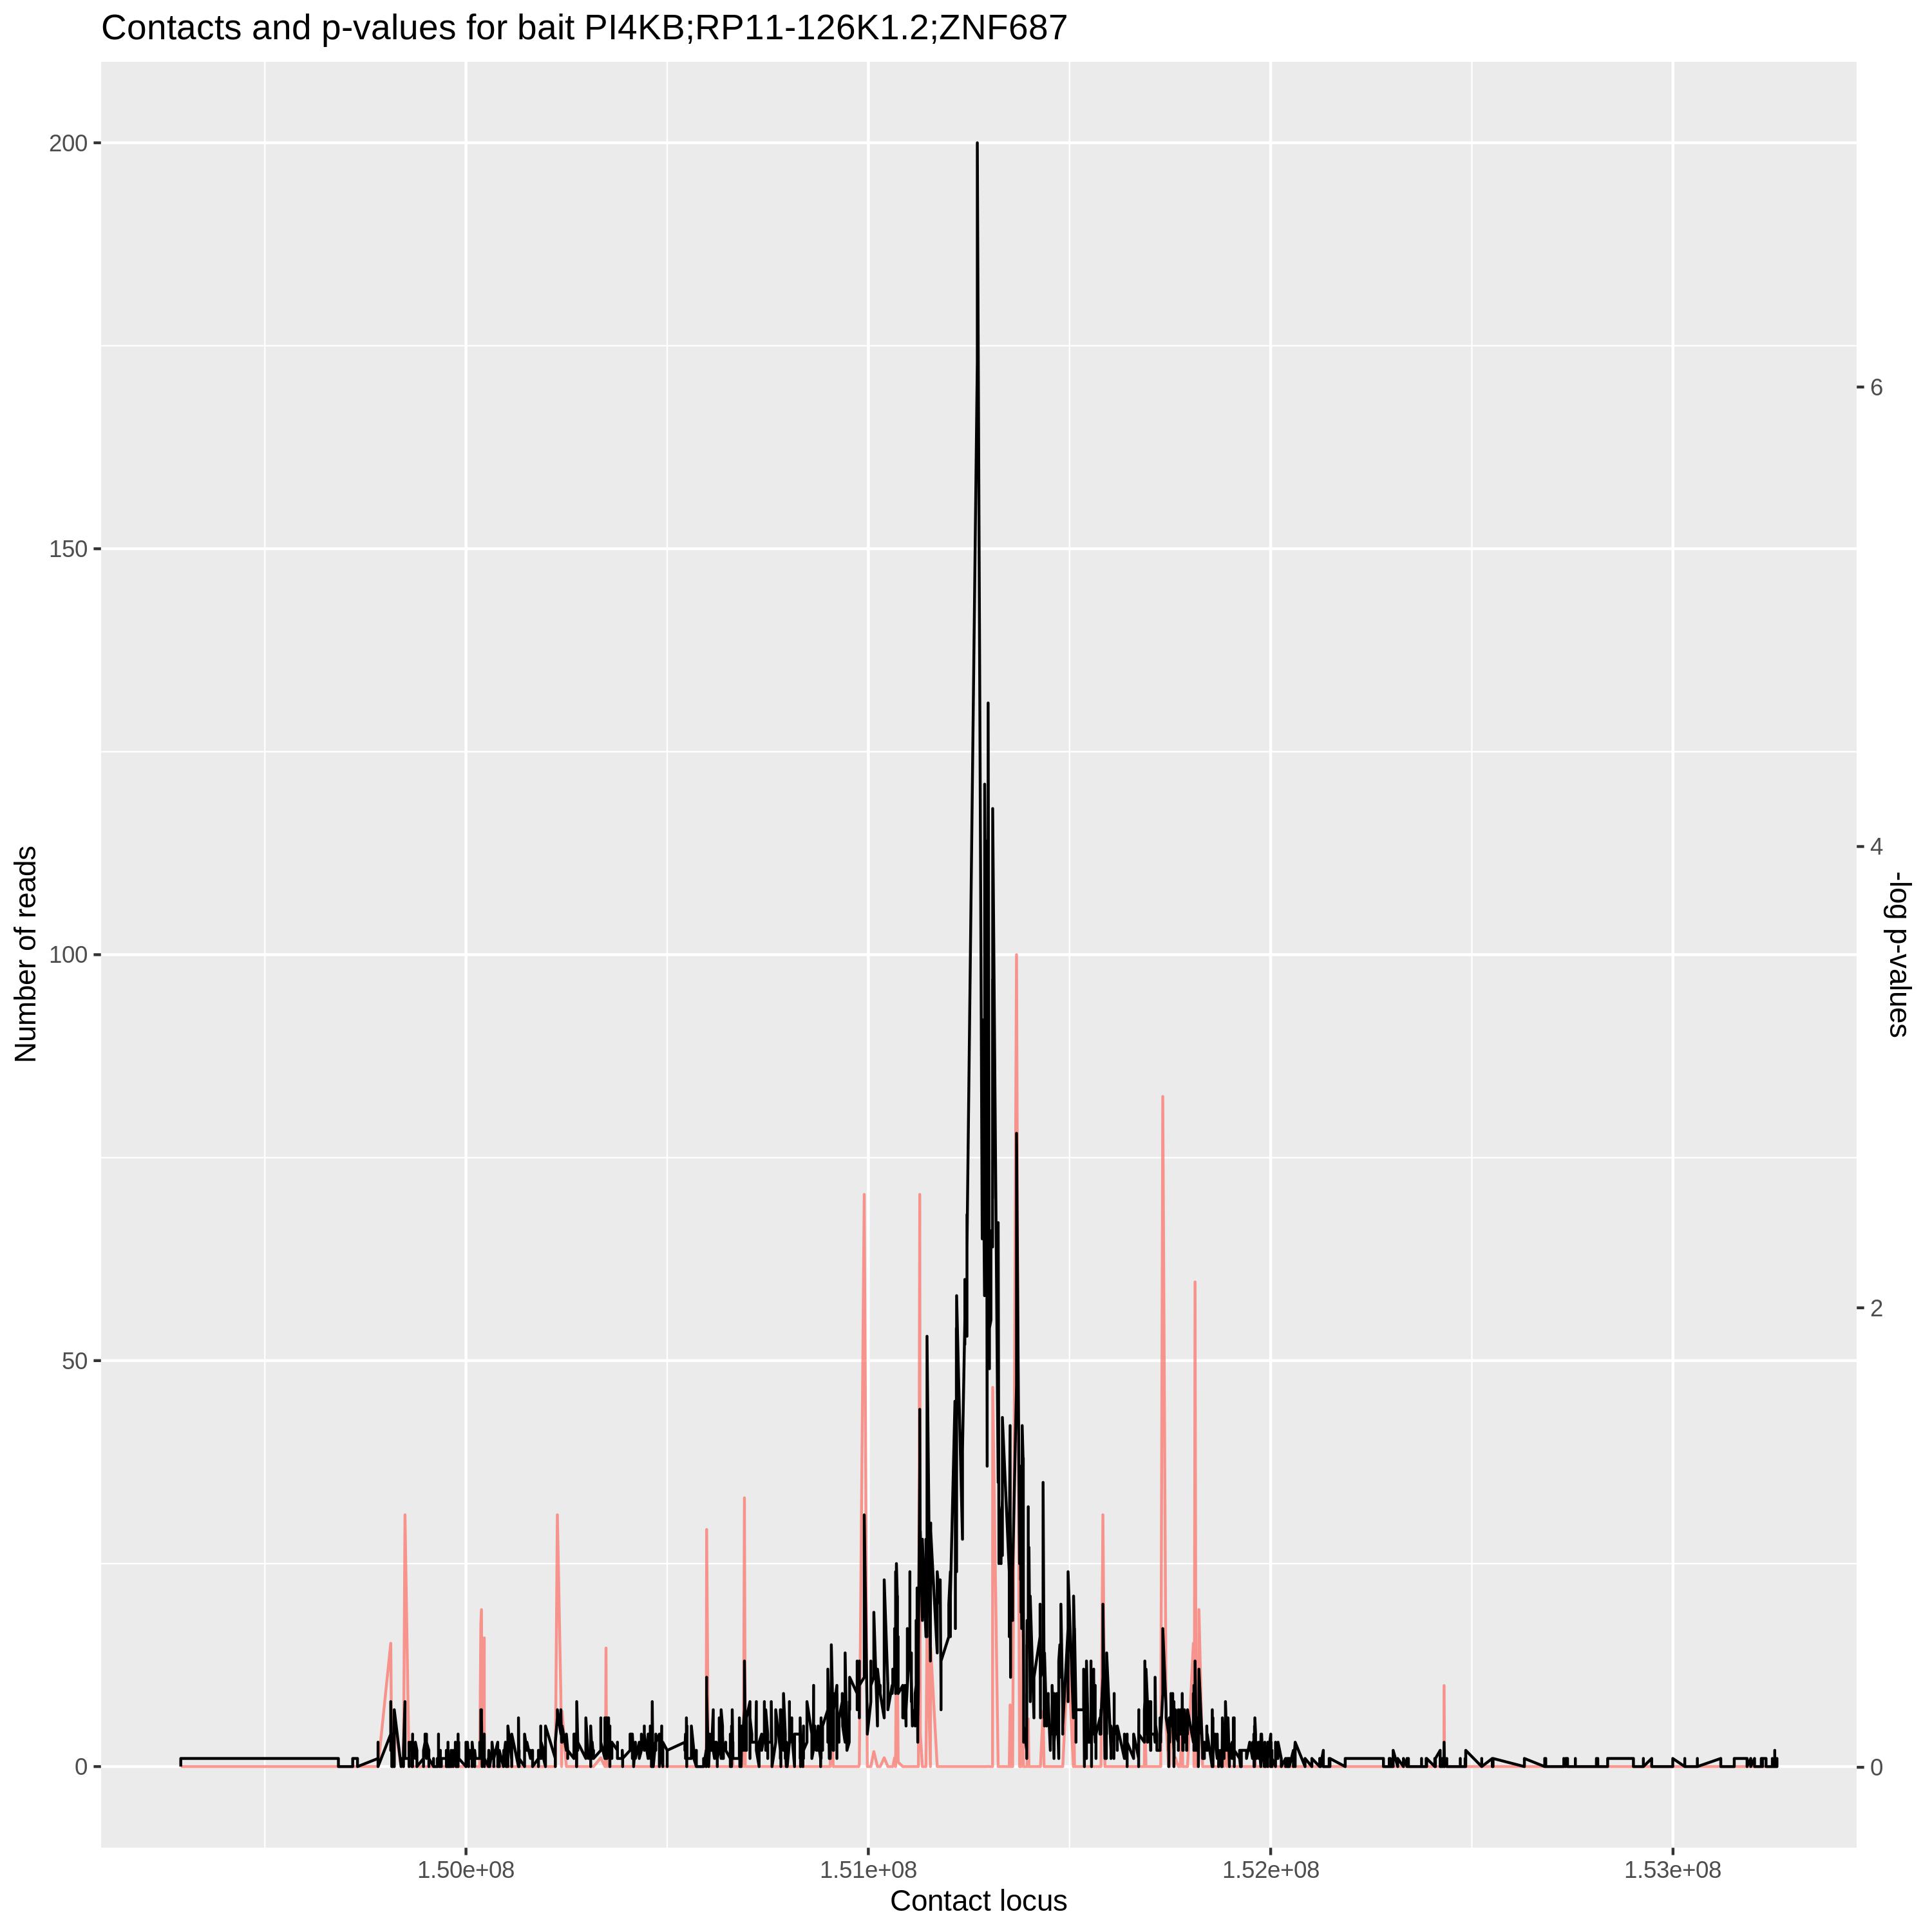 Contacts and p-values for bait PI4KB;RP11-126K1.2;ZNF687
200
150
100
50
0
Number of reads
6
4
2
0
-log p-values
1.50e+08
1.51e+08
1.52e+08
1.53e+08
Contact locus